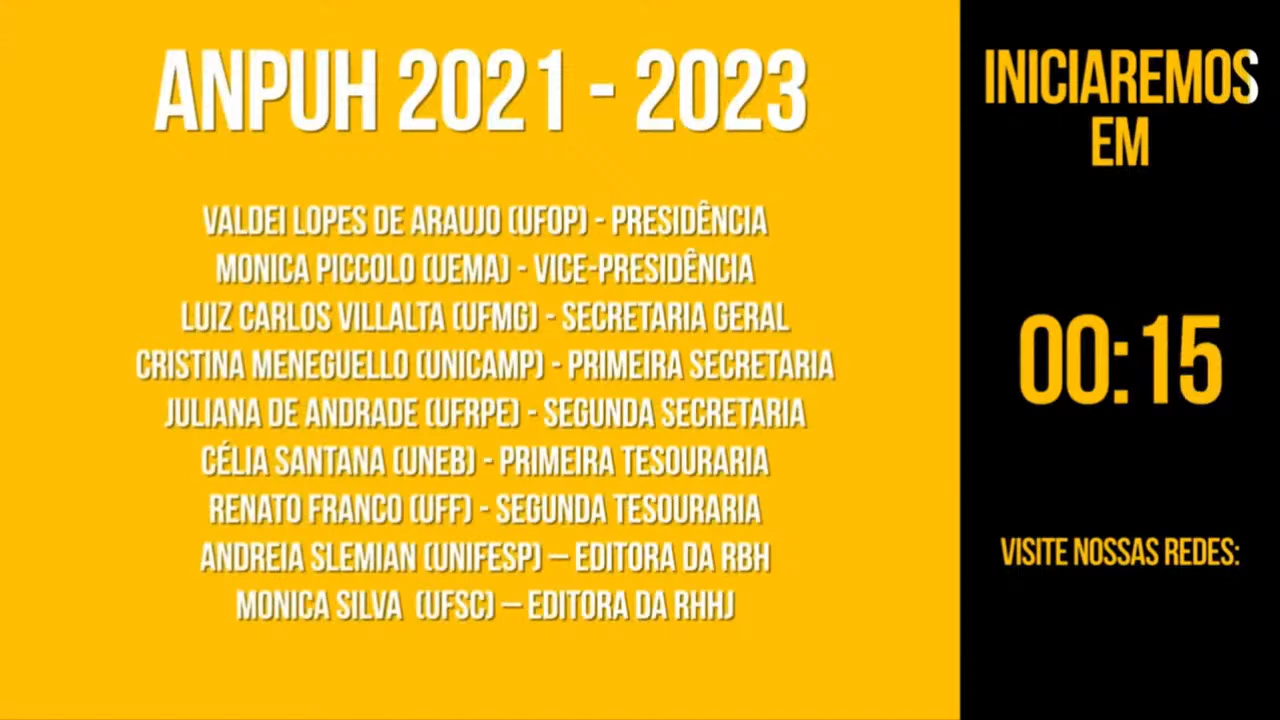 ANPUH 2021 - 2023
VALDEI LOPES DE ARAUJO (UFOP) - PRESIDÊNCIA
MONICA PICCOLO (UEMA) - VICE-PRESIDÊNCIA
LUIZ CARLOS VILLALTA (UFMG) - SECRETARIA GERAL
CRISTINA MENEGUELLO (UNICAMP) - PRIMEIRA SECRETARIA
JULIANA DE ANDRADE (UFRPE) - SEGUNDA SECRETARIA
CÉLIA SANTANA (UNEB) - PRIMEIRA TESOURARIA
RENATO FRANCO (UFF) - SEGUNDA TESOURARIA
ANDREIA SLEMIAN (UNIFESP) – EDITORA DA RBH
MONICA SILVA (UFSC) – EDITORA DA RHHJ
INICIAREMOS
EM
00:15
VISITE NOSSAS REDES: